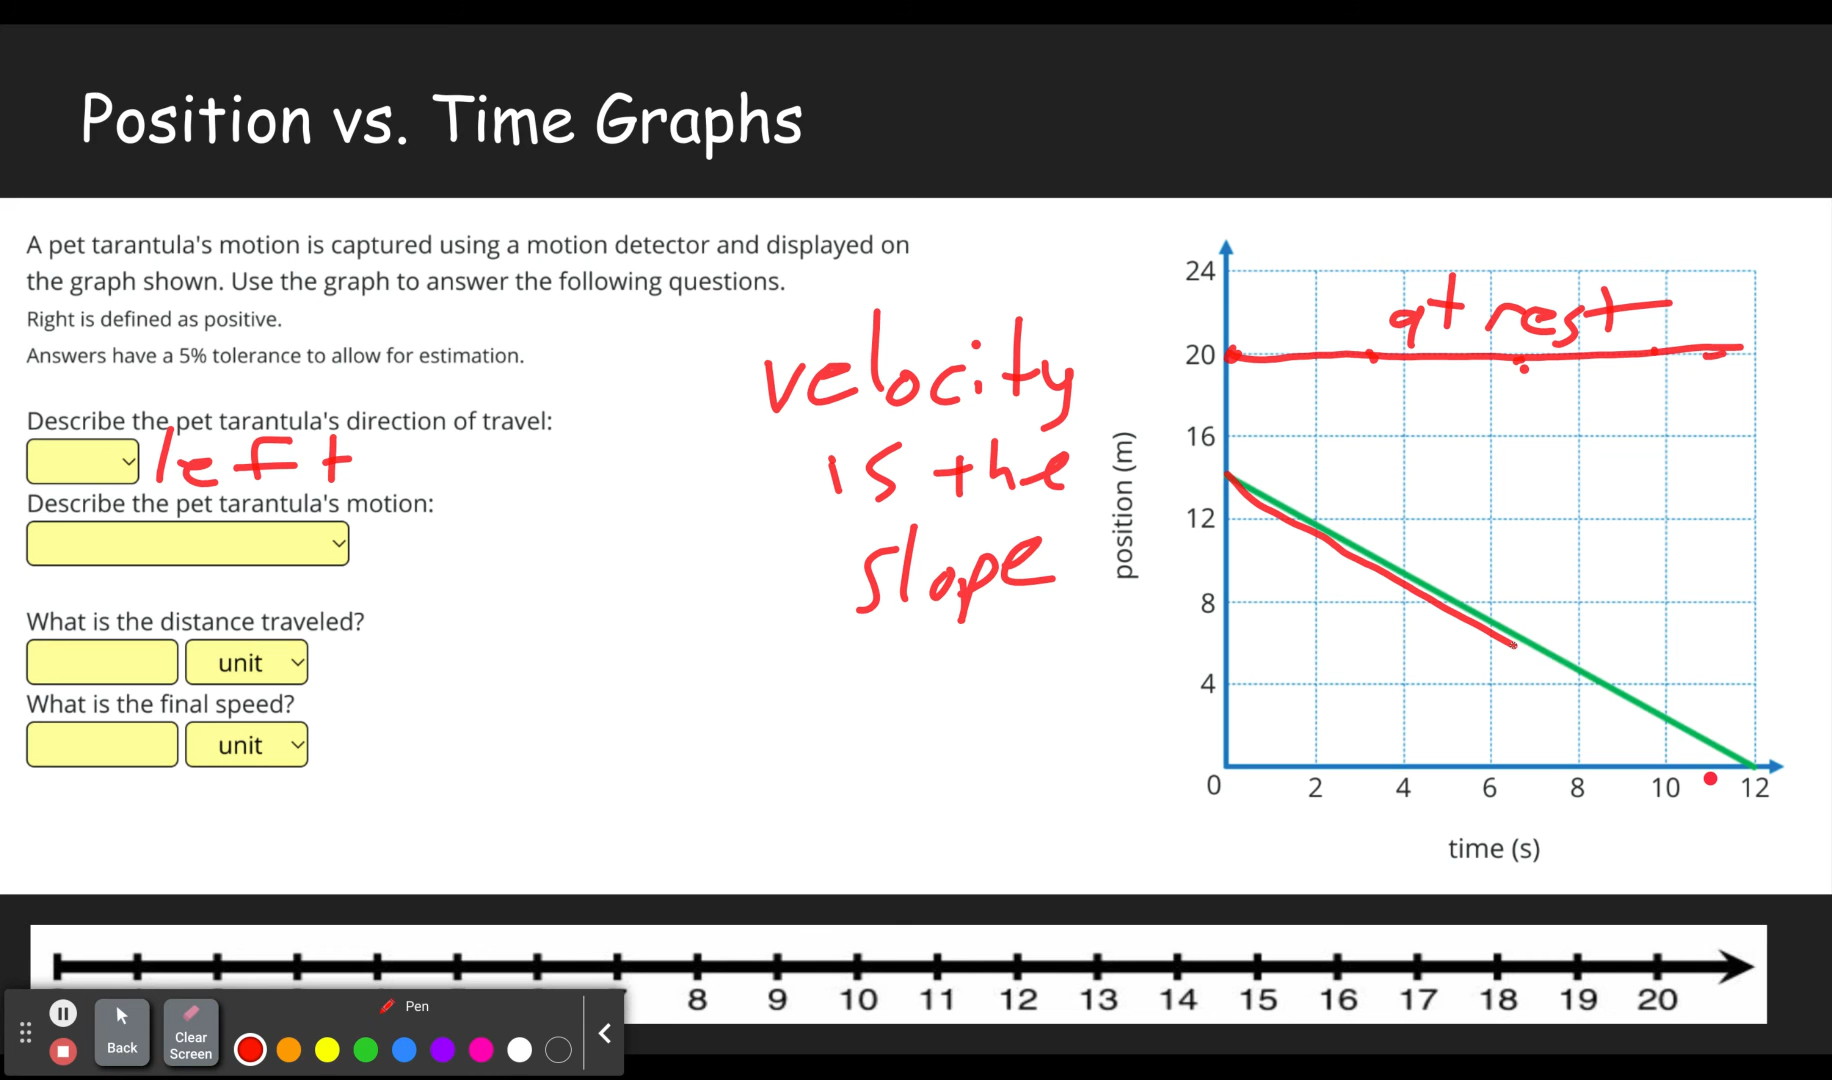 Position vs. Time Graphs
A pet tarantula's motion is captured using a motion detector and displayed on
the graph shown. Use the graph to answer the following questions.
Right is defined as positive.
Answers have a 5% tolerance to allow for estimation.
Describe the pet tarantula's direction of travel:
left
Describe the pet tarantula's motion:
What is the distance traveled?
unit
What is the final speed?
unit
velocity
is the
slope
at rest
position (m)
24
20
16
12
8
4
0 2 4 6 8 10 12
time (s)
8 9 10 11 12 13 14 15 16 17 18 19 20
Pen
Back
Clear
Screen